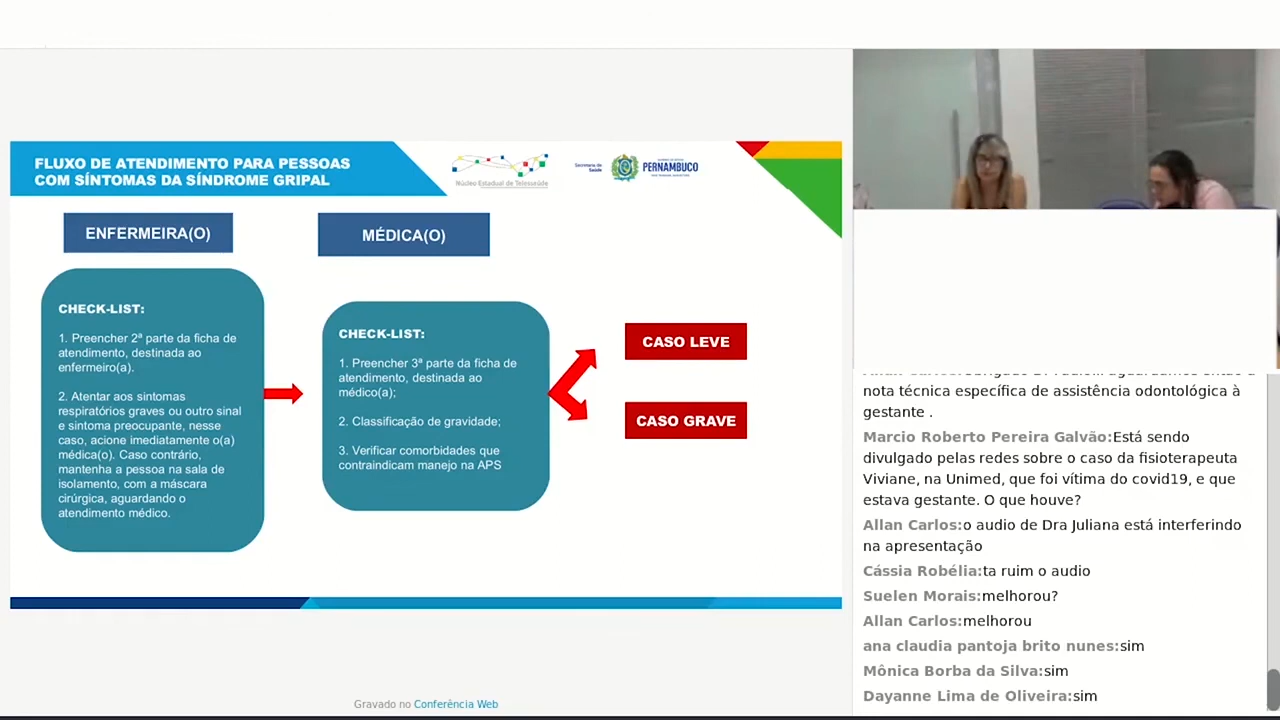 FLUXO DE ATENDIMENTO PARA PESSOAS
COM SÍNTOMAS DA SÍNDROME GRIPAL
Núcleo Estadual de Telessaúde
Secretaria de
Saúde
PERNAMBUCO
ENFERMEIRA(O)
MÉDICA(O)
CHECK-LIST:
1. Preencher 2ª parte da ficha de
atendimento, destinada ao
enfermeiro(a).
2. Atentar aos sintomas
respiratórios graves ou outro sinal
e sintoma preocupante, nesse
caso, acione imediatamente o(a)
médica(o). Caso contrário,
mantenha a pessoa na sala de
isolamento, com a máscara
cirúrgica, aguardando o
atendimento médico.
CHECK-LIST:
1. Preencher 3ª parte da ficha de
atendimento, destinada ao
médico(a);
2. Classificação de gravidade;
3. Verificar comorbidades que
contraindicam manejo na APS
CASO LEVE
CASO GRAVE
Gravado no Conferência Web
nota técnica específica de assistência odontológica à
gestante .
Marcio Roberto Pereira Galvão:Está sendo
divulgado pelas redes sobre o caso da fisioterapeuta
Viviane, na Unimed, que foi vítima do covid19, e que
estava gestante. O que houve?
Allan Carlos:o audio de Dra Juliana está interferindo
na apresentação
Cássia Robélia:ta ruim o audio
Suelen Morais:melhorou?
Allan Carlos:melhorou
ana claudia pantoja brito nunes:sim
Mônica Borba da Silva:sim
Dayanne Lima de Oliveira:sim